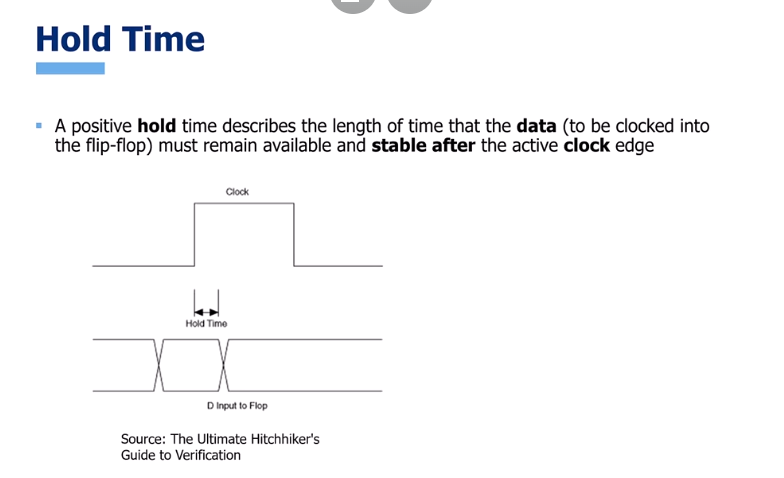 Hold Time
▪ A positive hold time describes the length of time that the data (to be clocked into
the flip-flop) must remain available and stable after the active clock edge
Clock
Hold Time
D Input to Flop
Source: The Ultimate Hitchhiker's
Guide to Verification